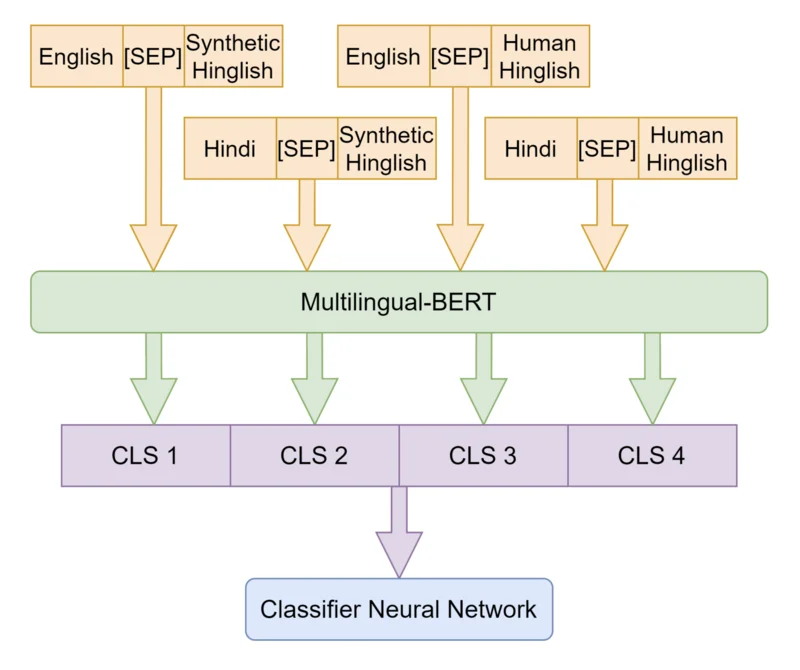 English [SEP] Synthetic
Hinglish
English [SEP] Human
Hinglish
Hindi [SEP] Synthetic
Hinglish
Hindi [SEP] Human
Hinglish
Multilingual-BERT
CLS 1 CLS 2 CLS 3 CLS 4
Classifier Neural Network